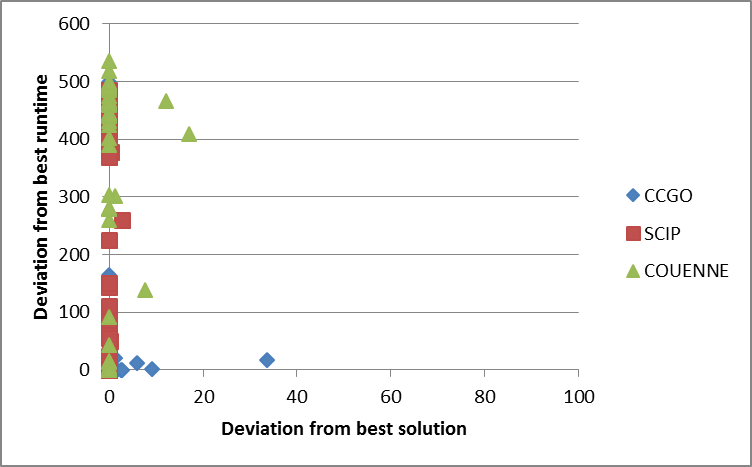 600
500
400
300
200
100
0
Deviation from best runtime
0 20 40 60 80 100
Deviation from best solution
CCGO
SCIP
COUENNE